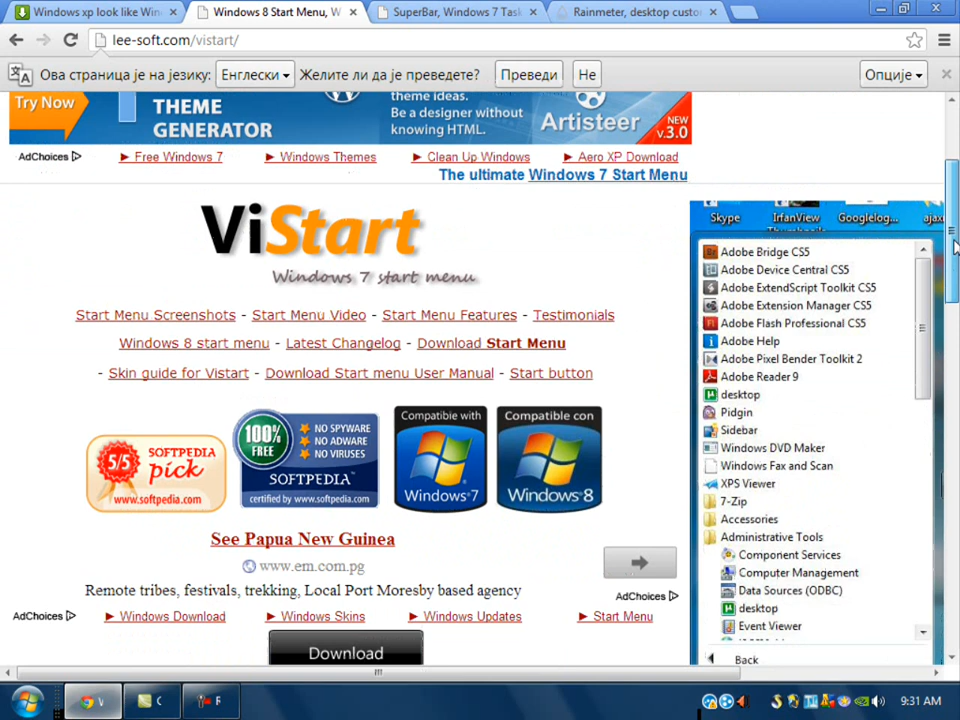 Windows xp look like Win
Windows 8 Start Menu, W
SuperBar, Windows 7 Task
Rainmeter, desktop custo
lee-soft.com/vistart/
Ова страница је на језику: Енглески Желите ли да је преведете? Преведи Не Опције
Try Now
THEME
GENERATOR
theme ideas.
Be a designer without
knowing HTML.
Artisteer
NEW
v.3.0
AdChoices
Free Windows 7
Windows Themes
Clean Up Windows
Aero XP Download
The ultimate Windows 7 Start Menu
ViStart
Windows 7 start menu
Start Menu Screenshots - Start Menu Video - Start Menu Features - Testimonials
Windows 8 start menu - Latest Changelog - Download Start Menu
- Skin guide for Vistart - Download Start menu User Manual - Start button
5/5
SOFTPEDIA
pick
www.softpedia.com
100%
FREE
NO SPYWARE
NO ADWARE
NO VIRUSES
SOFTPEDIA
certified by www.softpedia.com
Compatible with
Windows 7
Compatible con
Windows 8
See Papua New Guinea
www.em.com.pg
Remote tribes, festivals, trekking, Local Port Moresby based agency
AdChoices
AdChoices
Windows Download
Windows Skins
Windows Updates
Start Menu
Download
Skype
IrfanView
Thumbnails
Googlelog...
ajax
Adobe Bridge CS5
Adobe Device Central CS5
Adobe ExtendScript Toolkit CS5
Adobe Extension Manager CS5
Adobe Flash Professional CS5
Adobe Help
Adobe Pixel Bender Toolkit 2
Adobe Reader 9
desktop
Pidgin
Sidebar
Windows DVD Maker
Windows Fax and Scan
XPS Viewer
7-Zip
Accessories
Administrative Tools
Component Services
Computer Management
Data Sources (ODBC)
desktop
Event Viewer
Back
9:31 AM